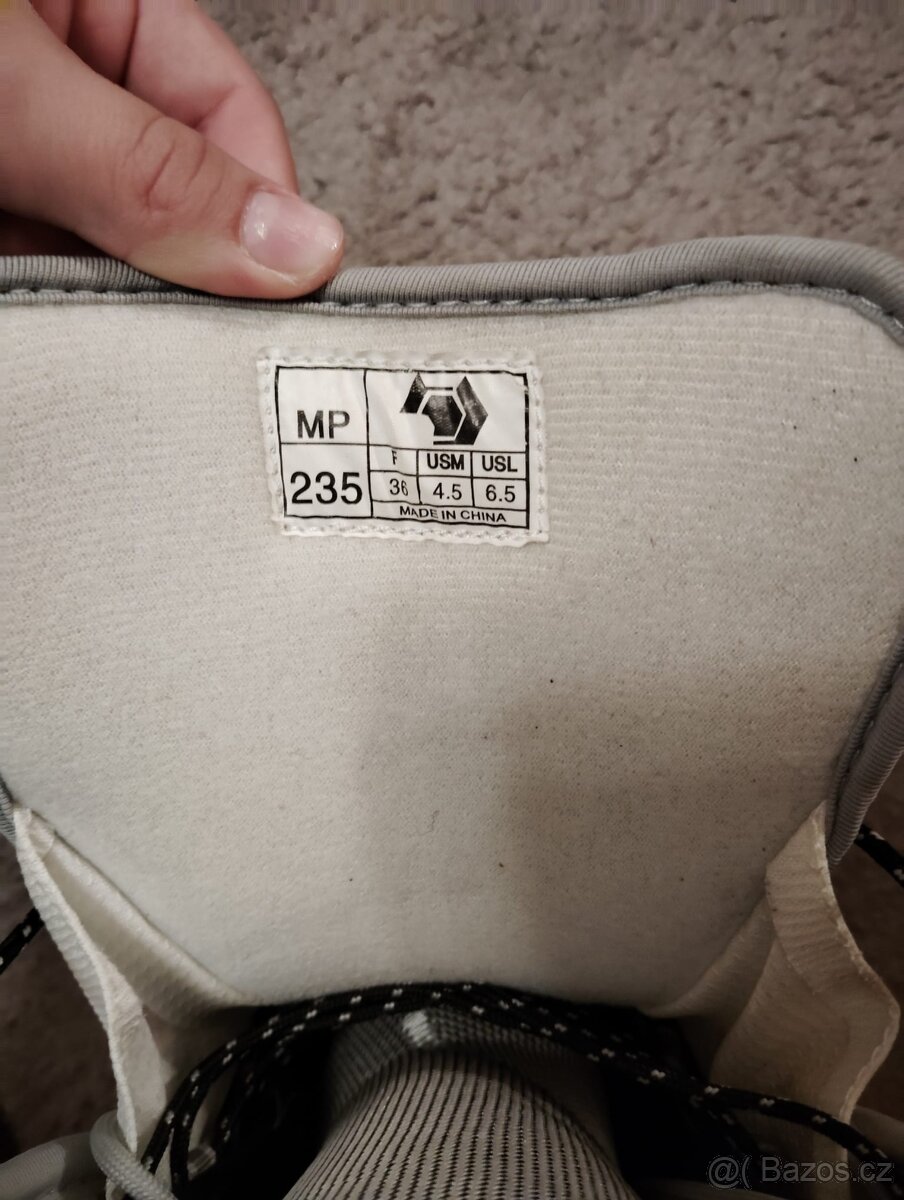 MP
F USM USL
235 36 4.5 6.5
MADE IN CHINA
@( Bazos.cz